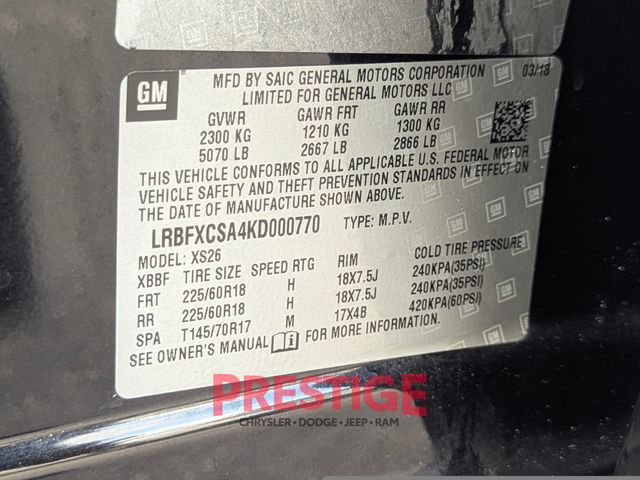 GM
MFD BY SAIC GENERAL MOTORS CORPORATION 03/18
LIMITED FOR GENERAL MOTORS LLC
GVWR GAWR FRT GAWR RR
2300 KG 1210 KG 1300 KG
5070 LB 2667 LB 2866 LB
THIS VEHICLE CONFORMS TO ALL APPLICABLE U.S. FEDERAL MOTOR
VEHICLE SAFETY AND THEFT PREVENTION STANDARDS IN EFFECT ON
THE DATE OF MANUFACTURE SHOWN ABOVE.
LRBFXCSA4KD000770 TYPE: M.P.V.
MODEL: XS26
XBBF TIRE SIZE SPEED RTG RIM COLD TIRE PRESSURE
FRT 225/60R18 H 18X7.5J 240KPA(35PSI)
RR 225/60R18 H 18X7.5J 240KPA(35PSI)
SPA T145/70R17 M 17X4B 420KPA(60PSI)
SEE OWNER'S MANUAL FOR MORE INFORMATION.
PRESTIGE
CHRYSLER • DODGE • JEEP • RAM